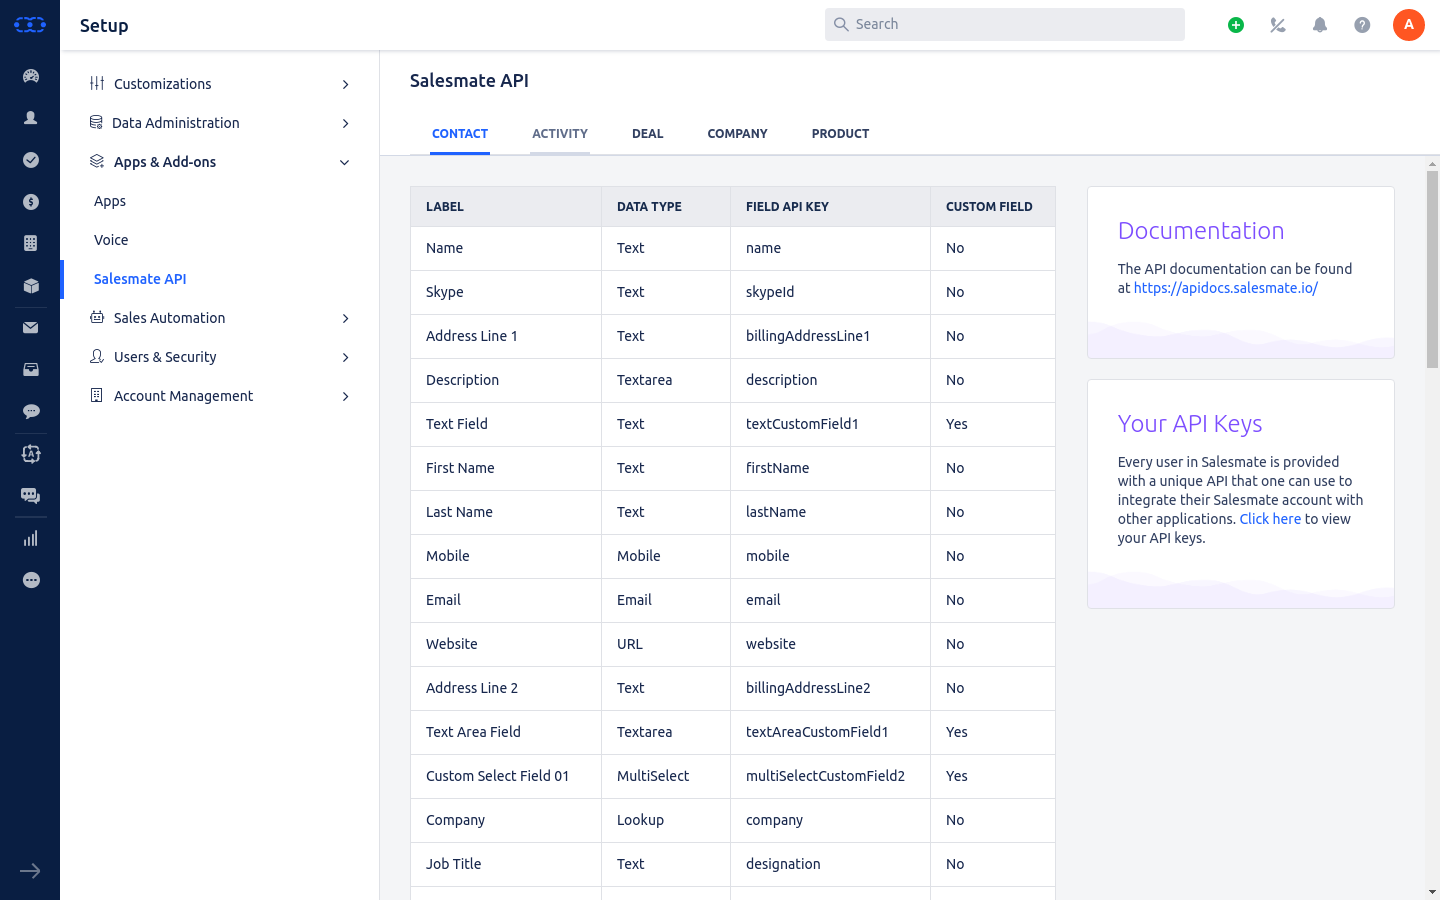 Setup
Search
A
Customizations
Data Administration
Apps & Add-ons
Apps
Voice
Salesmate API
Sales Automation
Users & Security
Account Management
Salesmate API
CONTACT ACTIVITY DEAL COMPANY PRODUCT
LABEL DATA TYPE FIELD API KEY CUSTOM FIELD
Name Text name No
Skype Text skypeId No
Address Line 1 Text billingAddressLine1 No
Description Textarea description No
Text Field Text textCustomField1 Yes
First Name Text firstName No
Last Name Text lastName No
Mobile Mobile mobile No
Email Email email No
Website URL website No
Address Line 2 Text billingAddressLine2 No
Text Area Field Textarea textAreaCustomField1 Yes
Custom Select Field 01 MultiSelect multiSelectCustomField2 Yes
Company Lookup company No
Job Title Text designation No
Documentation
The API documentation can be found
at https://apidocs.salesmate.io/
Your API Keys
Every user in Salesmate is provided
with a unique API that one can use to
integrate their Salesmate account with
other applications. Click here to view
your API keys.